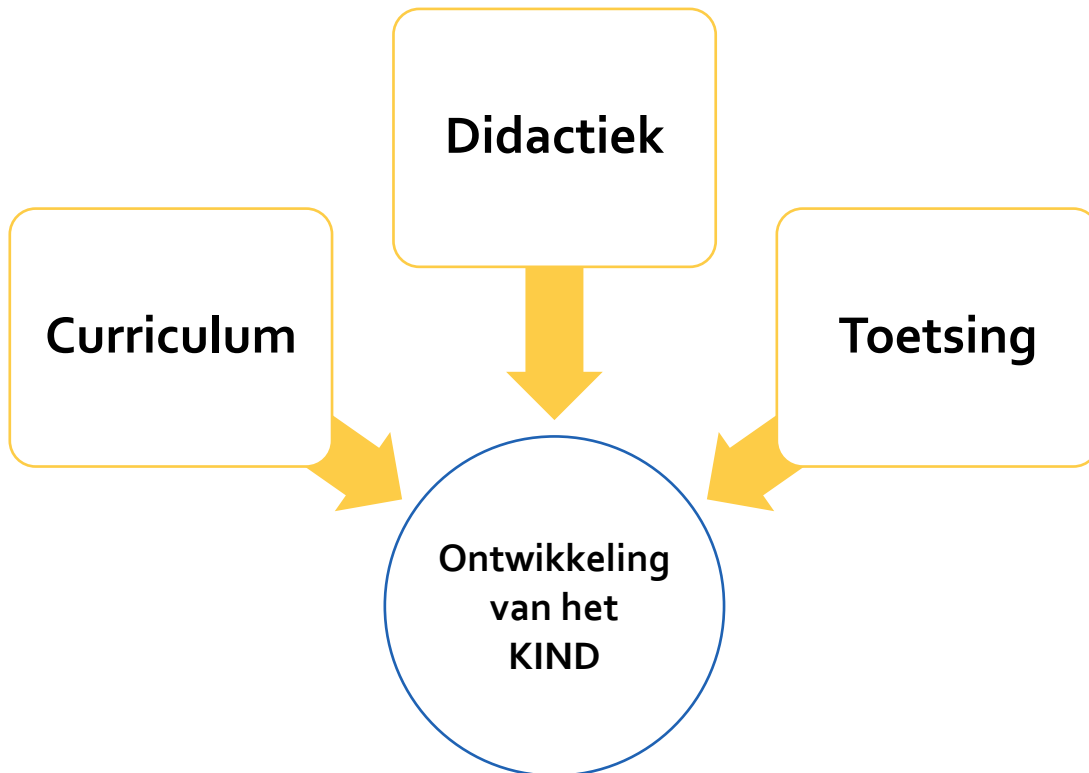 Didactiek
Curriculum
Toetsing
Ontwikkeling
van het
KIND